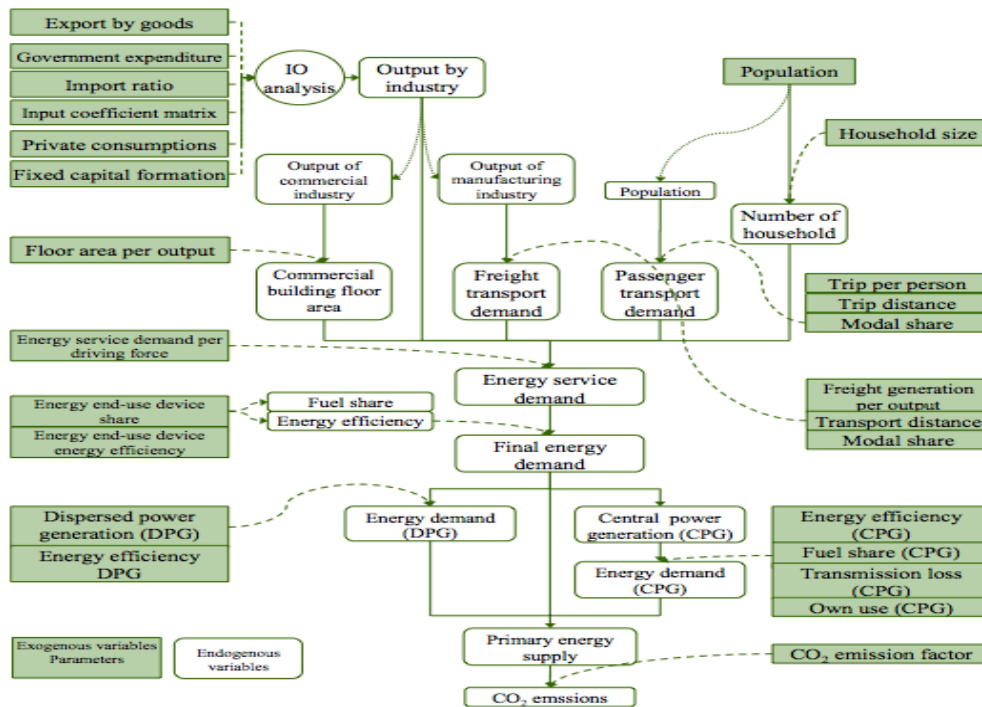 Export by goods
Government expenditure
Import ratio
Input coefficient matrix
Private consumptions
Fixed capital formation
IO
analysis
Output by
industry
Population
Household size
Output of
commercial
industry
Output of
manufacturing
industry
Population
Number of
household
Floor area per output
Commercial
building floor
area
Freight
transport
demand
Passenger
transport
demand
Trip per person
Trip distance
Modal share
Energy service demand per
driving force
Energy service
demand
Energy end-use device
share
Energy end-use device
energy efficiency
Fuel share
Energy efficiency
Final energy
demand
Freight generation
per output
Transport distance
Modal share
Dispersed power
generation (DPG)
Energy efficiency
DPG
Energy demand
(DPG)
Central power
generation (CPG)
Energy demand
(CPG)
Energy efficiency
(CPG)
Fuel share (CPG)
Transmission loss
(CPG)
Own use (CPG)
Exogenous variables
Parameters
Endogenous
variables
Primary energy
supply
CO₂ emission factor
CO₂ emssions